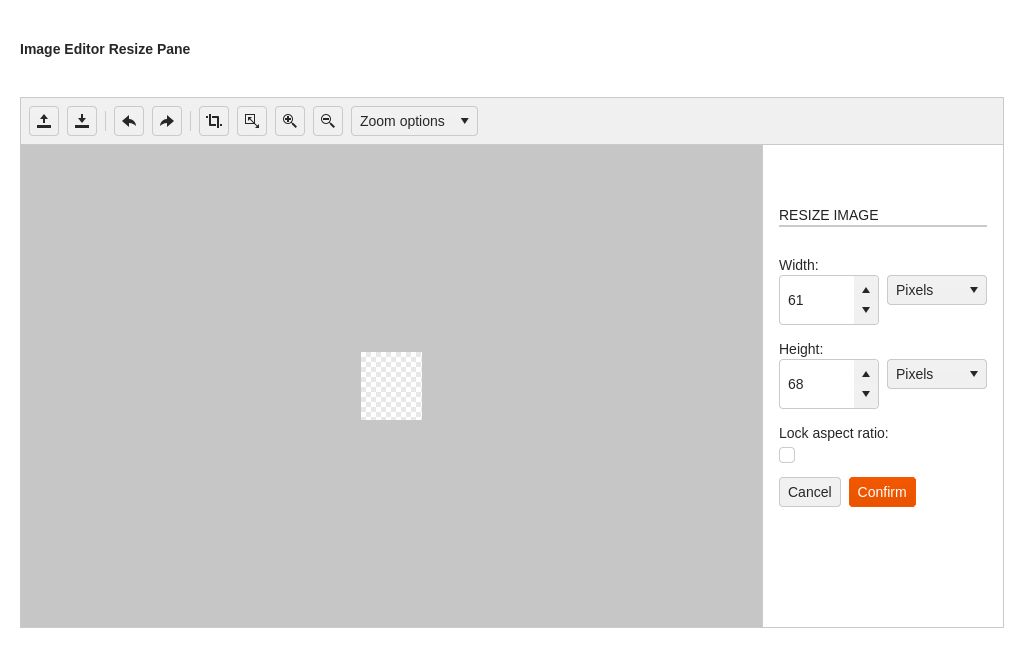 Image Editor Resize Pane
Zoom options
RESIZE IMAGE
Width:
61
Pixels
Height:
68
Pixels
Lock aspect ratio:
Cancel
Confirm